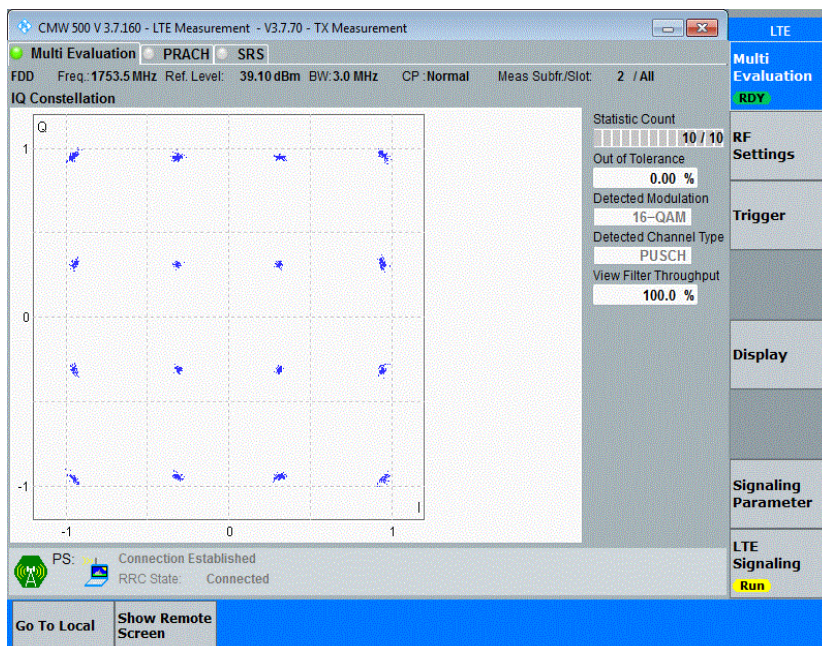 CMW 500 V 3.7.160 - LTE Measurement - V3.7.70 - TX Measurement
LTE
Multi Evaluation PRACH SRS
Multi
Evaluation
RDY
FDD Freq.: 1753.5 MHz Ref. Level: 39.10 dBm BW: 3.0 MHz CP : Normal Meas Subfr./Slot: 2 / All
IQ Constellation
Q
1
0
-1
-1
0
1
I
Statistic Count
10 / 10
Out of Tolerance
0.00 %
Detected Modulation
16-QAM
Detected Channel Type
PUSCH
View Filter Throughput
100.0 %
RF
Settings
Trigger
Display
Signaling
Parameter
LTE
Signaling
Run
PS: Connection Established
RRC State: Connected
Go To Local
Show Remote
Screen